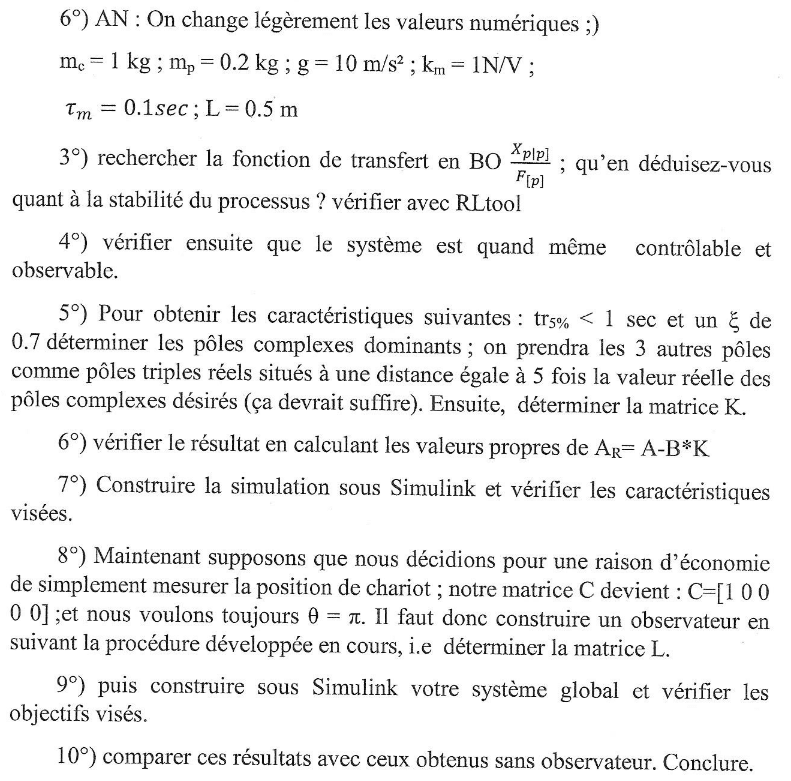 6°) AN : On change légèrement les valeurs numériques ;)
m_c = 1 kg ; m_p = 0.2 kg ; g = 10 m/s² ; k_m = 1N/V ;
τ_m = 0.1sec ; L = 0.5 m
3°) rechercher la fonction de transfert en BO X_p[p]/F_[p] ; qu'en déduisez-vous
quant à la stabilité du processus ? vérifier avec RLtool
4°) vérifier ensuite que le système est quand même contrôlable et
observable.
5°) Pour obtenir les caractéristiques suivantes : tr5% < 1 sec et un ξ de
0.7 déterminer les pôles complexes dominants ; on prendra les 3 autres pôles
comme pôles triples réels situés à une distance égale à 5 fois la valeur réelle des
pôles complexes désirés (ça devrait suffire). Ensuite, déterminer la matrice K.
6°) vérifier le résultat en calculant les valeurs propres de A_R= A-B*K
7°) Construire la simulation sous Simulink et vérifier les caractéristiques
visées.
8°) Maintenant supposons que nous décidions pour une raison d'économie
de simplement mesurer la position de chariot ; notre matrice C devient : C=[1 0 0
0 0] ;et nous voulons toujours θ = π. Il faut donc construire un observateur en
suivant la procédure développée en cours, i.e déterminer la matrice L.
9°) puis construire sous Simulink votre système global et vérifier les
objectifs visés.
10°) comparer ces résultats avec ceux obtenus sans observateur. Conclure.